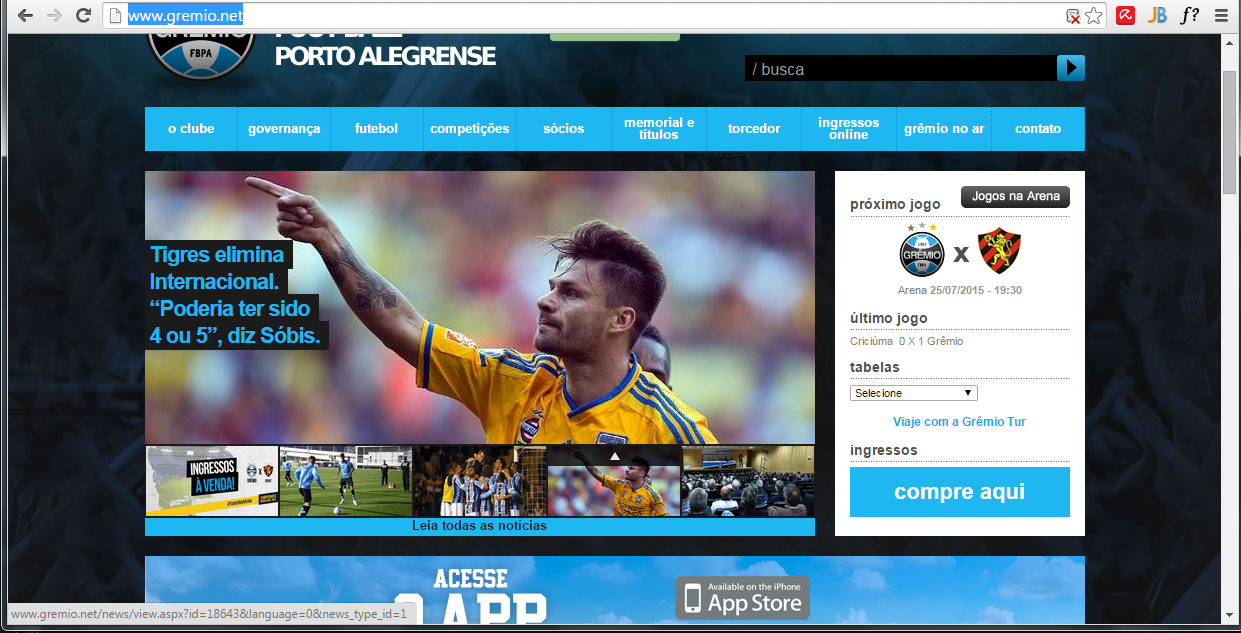 www.gremio.net
JB
f?
GRÊMIO
FBPA
PORTO ALEGRENSE
/ busca
o clube
governança
futebol
competições
sócios
memorial e
títulos
torcedor
ingressos
online
grêmio no ar
contato
Tigres elimina
Internacional.
“Poderia ter sido
4 ou 5”, diz Sóbis.
próximo jogo
Jogos na Arena
GRÊMIO
FBPA
X
Arena 25/07/2015 - 19:30
último jogo
Criciúma 0 X 1 Grêmio
tabelas
Selecione
Viaje com a Grêmio Tur
ingressos
compre aqui
INGRESSOS
À VENDA!
X
Leia todas as notícias
ACESSE
O APP
Available on the iPhone
App Store
www.gremio.net/news/view.aspx?id=18643&language=0&news_type_id=1